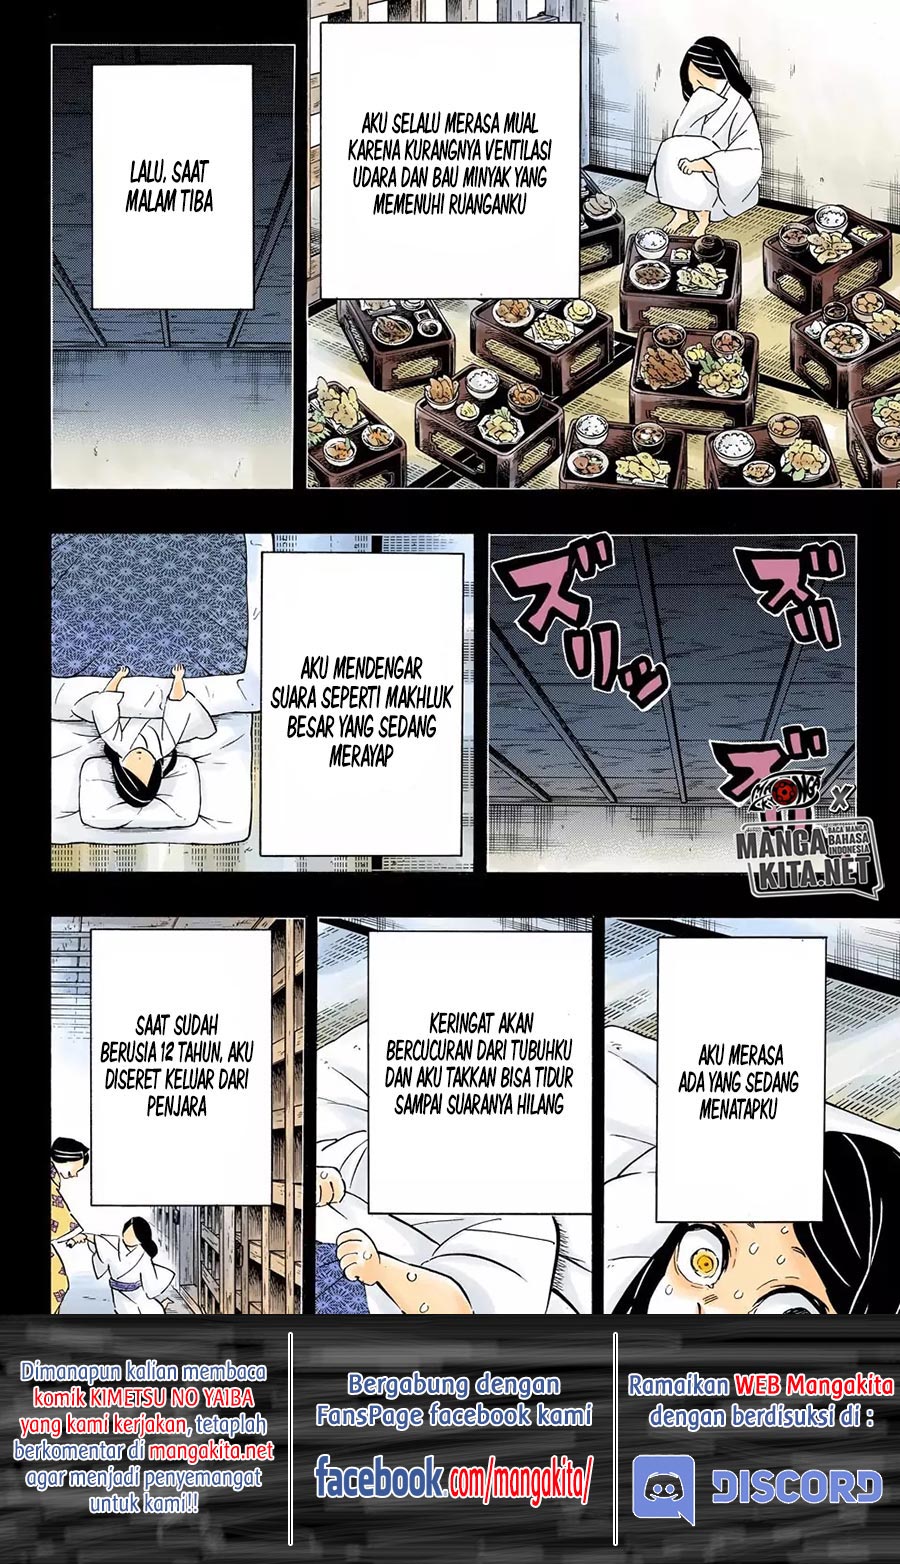 AKU SELALU MERASA MUAL
KARENA KURANGNYA VENTILASI
UDARA DAN BAU MINYAK YANG
MEMENUHI RUANGANKU
LALU, SAAT
MALAM TIBA
ズズ
ズリッ
ズズ
AKU MENDENGAR
SUARA SEPERTI MAKHLUK
BESAR YANG SEDANG
MERAYAP
X
MANGA
BACA MANGA
BAHASA
INDONESIA
KITA.NET
AKU MERASA
ADA YANG SEDANG
MENATAPKU
KERINGAT AKAN
BERCUCURAN DARI TUBUHKU
DAN AKU TAKKAN BISA TIDUR
SAMPAI SUARANYA HILANG
SAAT SUDAH
BERUSIA 12 TAHUN, AKU
DISERET KELUAR DARI
PENJARA
Dimanapun kalian membaca
komik KIMETSU NO YAIBA
yang kami kerjakan, tetaplah
berkomentar di mangakita.net
agar menjadi penyemangat
untuk kami!!
Bergabung dengan
FansPage facebook kami
facebook.com/mangakita/
Ramaikan WEB Mangakita
dengan berdisuksi di :
DISCORD